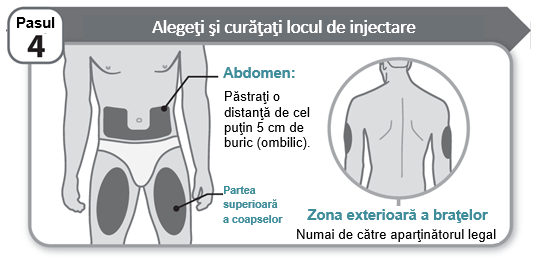 Pasul
4
Alegeţi şi curăţaţi locul de injectare
Abdomen:
Păstraţi o
distanţă de cel
puţin 5 cm de
buric (ombilic).
Partea
superioară
a coapselor
Zona exterioară a braţelor
Numai de către aparţinătorul legal